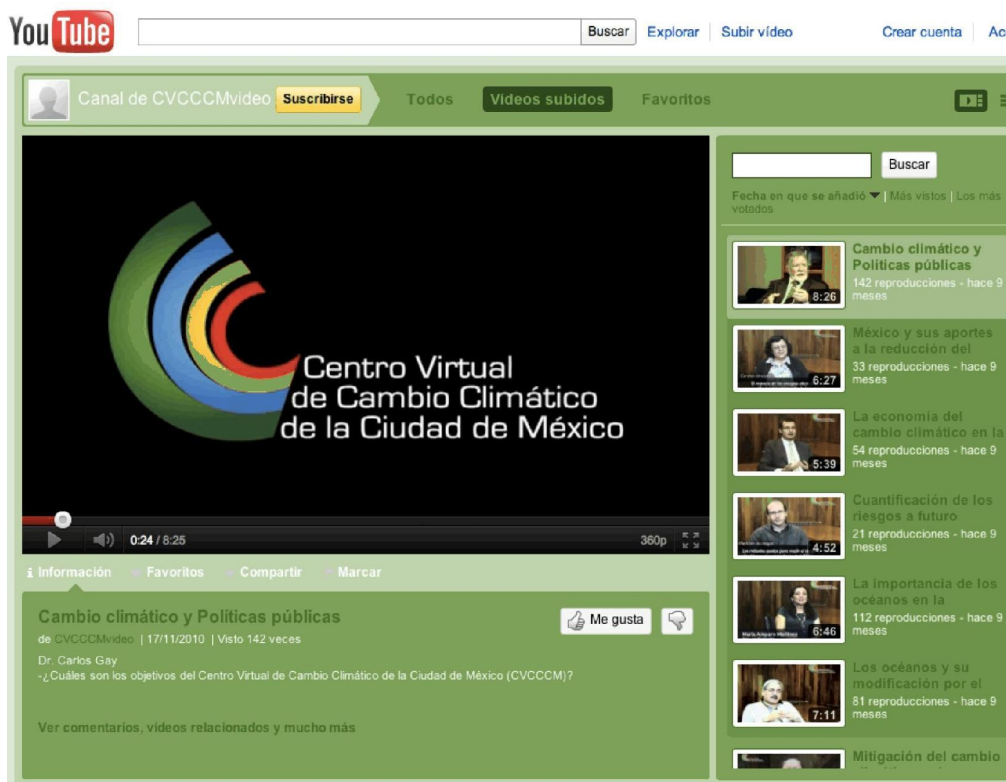 You Tube
Buscar
Explorar
Subir vídeo
Crear cuenta
Canal de CVCCCMvideo
Suscribirse
Todos
Vídeos subidos
Favoritos
Centro Virtual
de Cambio Climático
de la Ciudad de México
0:24 / 8:25
360p
Información
Favoritos
Compartir
Marcar
Cambio climático y Políticas públicas
de CVCCCMvideo | 17/11/2010 | Visto 142 veces
Me gusta
Dr. Carlos Gay
-¿Cuáles son los objetivos del Centro Virtual de Cambio Climático de la Ciudad de México (CVCCCM)?
Ver comentarios, vídeos relacionados y mucho más
Buscar
Fecha en que se añadió | Más vistos | Los más
votados
Cambio climático y
Políticas públicas
142 reproducciones - hace 9
meses
8:26
México y sus aportes
a la reducción del
33 reproducciones - hace 9
meses
6:27
La economía del
cambio climático en la
54 reproducciones - hace 9
meses
5:39
Cuantificación de los
riesgos a futuro
21 reproducciones - hace 9
meses
4:52
La importancia de los
océanos en la
112 reproducciones - hace 9
meses
6:46
Los océanos y su
modificación por el
81 reproducciones - hace 9
meses
7:11
Mitigación del cambio